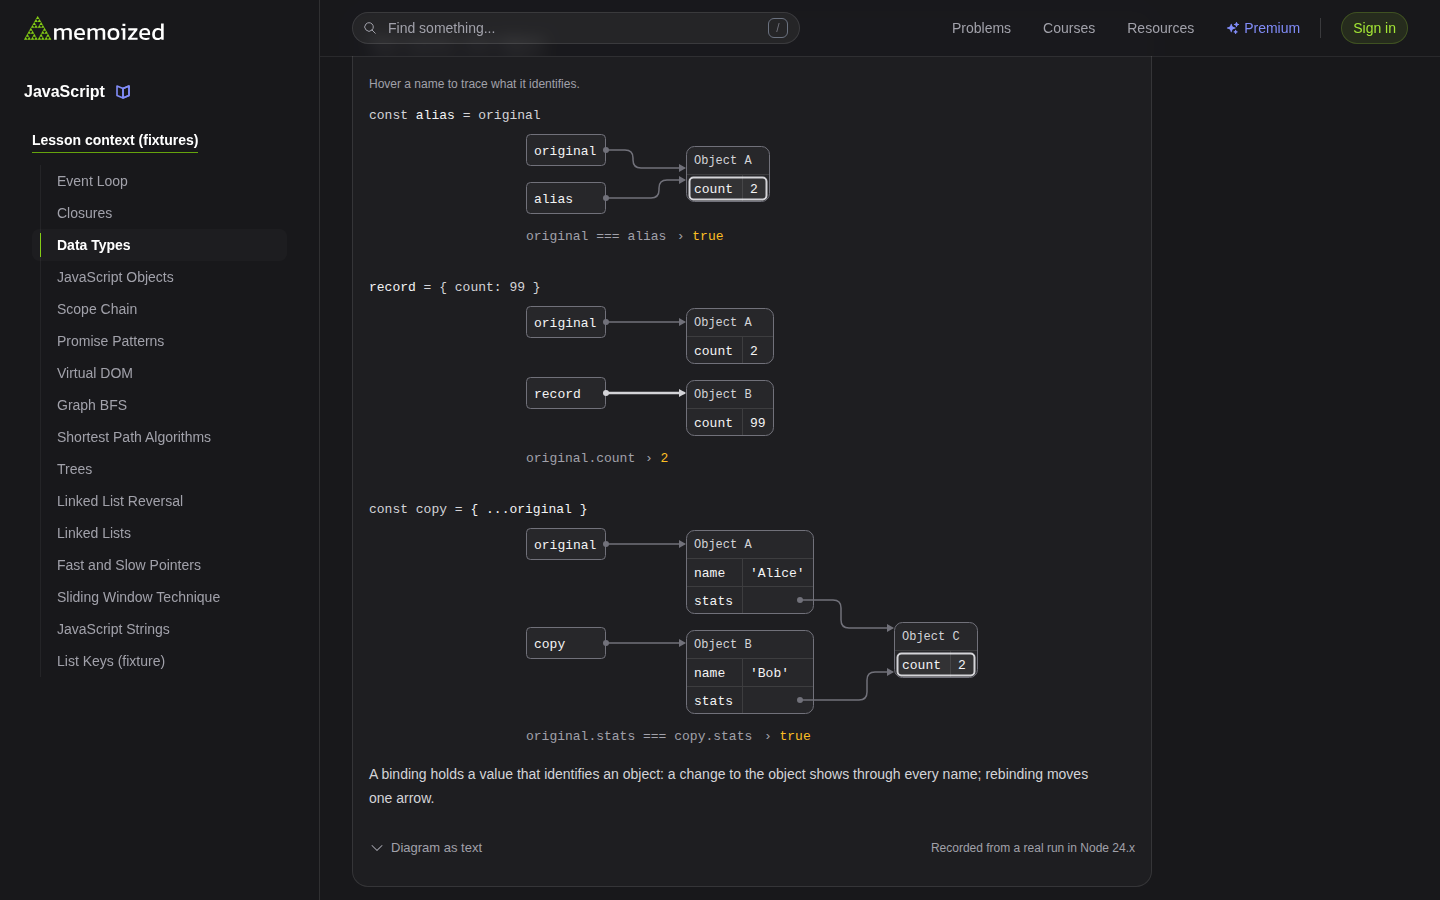 memoized
Find something...
/
Problems
Courses
Resources
Premium
Sign in
JavaScript
Lesson context (fixtures)
Event Loop
Closures
Data Types
JavaScript Objects
Scope Chain
Promise Patterns
Virtual DOM
Graph BFS
Shortest Path Algorithms
Trees
Linked List Reversal
Linked Lists
Fast and Slow Pointers
Sliding Window Technique
JavaScript Strings
List Keys (fixture)
Hover a name to trace what it identifies.
const alias = original
original
alias
Object A
count 2
original === alias › true
record = { count: 99 }
original
Object A
count 2
record
Object B
count 99
original.count › 2
const copy = { ...original }
original
Object A
name 'Alice'
stats
copy
Object B
name 'Bob'
stats
Object C
count 2
original.stats === copy.stats › true
A binding holds a value that identifies an object: a change to the object shows through every name; rebinding moves
one arrow.
Diagram as text
Recorded from a real run in Node 24.x